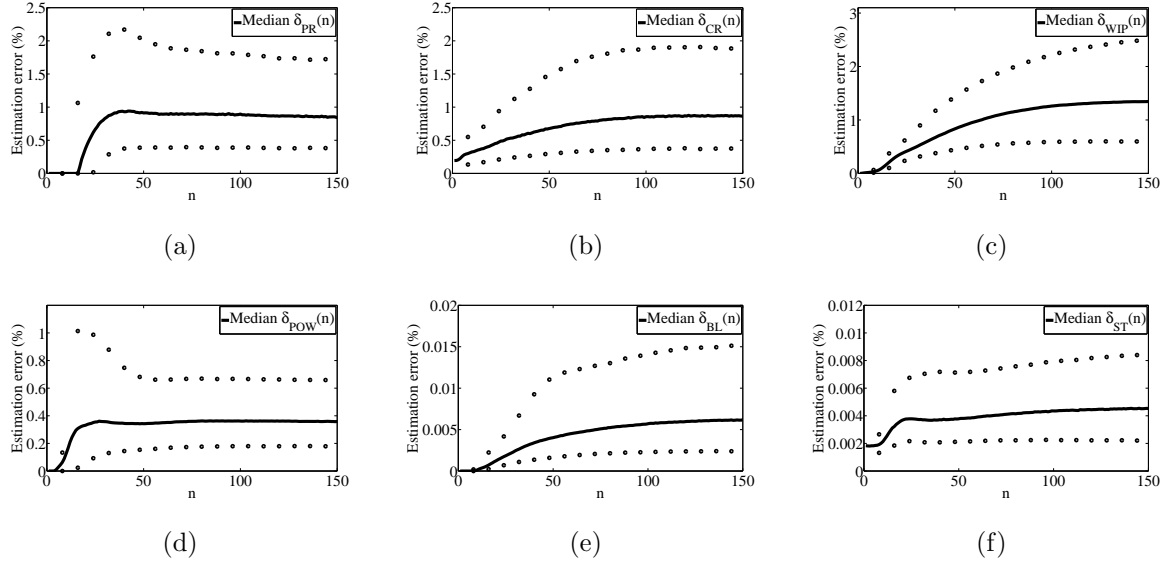 Median δPR(n)
Estimation error (%)
2.5
2
1.5
1
0.5
0
0 50 100 150
n
(a)
Median δCR(n)
Estimation error (%)
2.5
2
1.5
1
0.5
0
0 50 100 150
n
(b)
Median δWIP(n)
Estimation error (%)
3
2
1
0
0 50 100 150
n
(c)
Median δPOW(n)
Estimation error (%)
1
0.8
0.6
0.4
0.2
0
0 50 100 150
n
(d)
Median δBL(n)
Estimation error (%)
0.02
0.015
0.01
0.005
0
0 50 100 150
n
(e)
Median δST(n)
Estimation error (%)
0.012
0.01
0.008
0.006
0.004
0.002
0
0 50 100 150
n
(f)